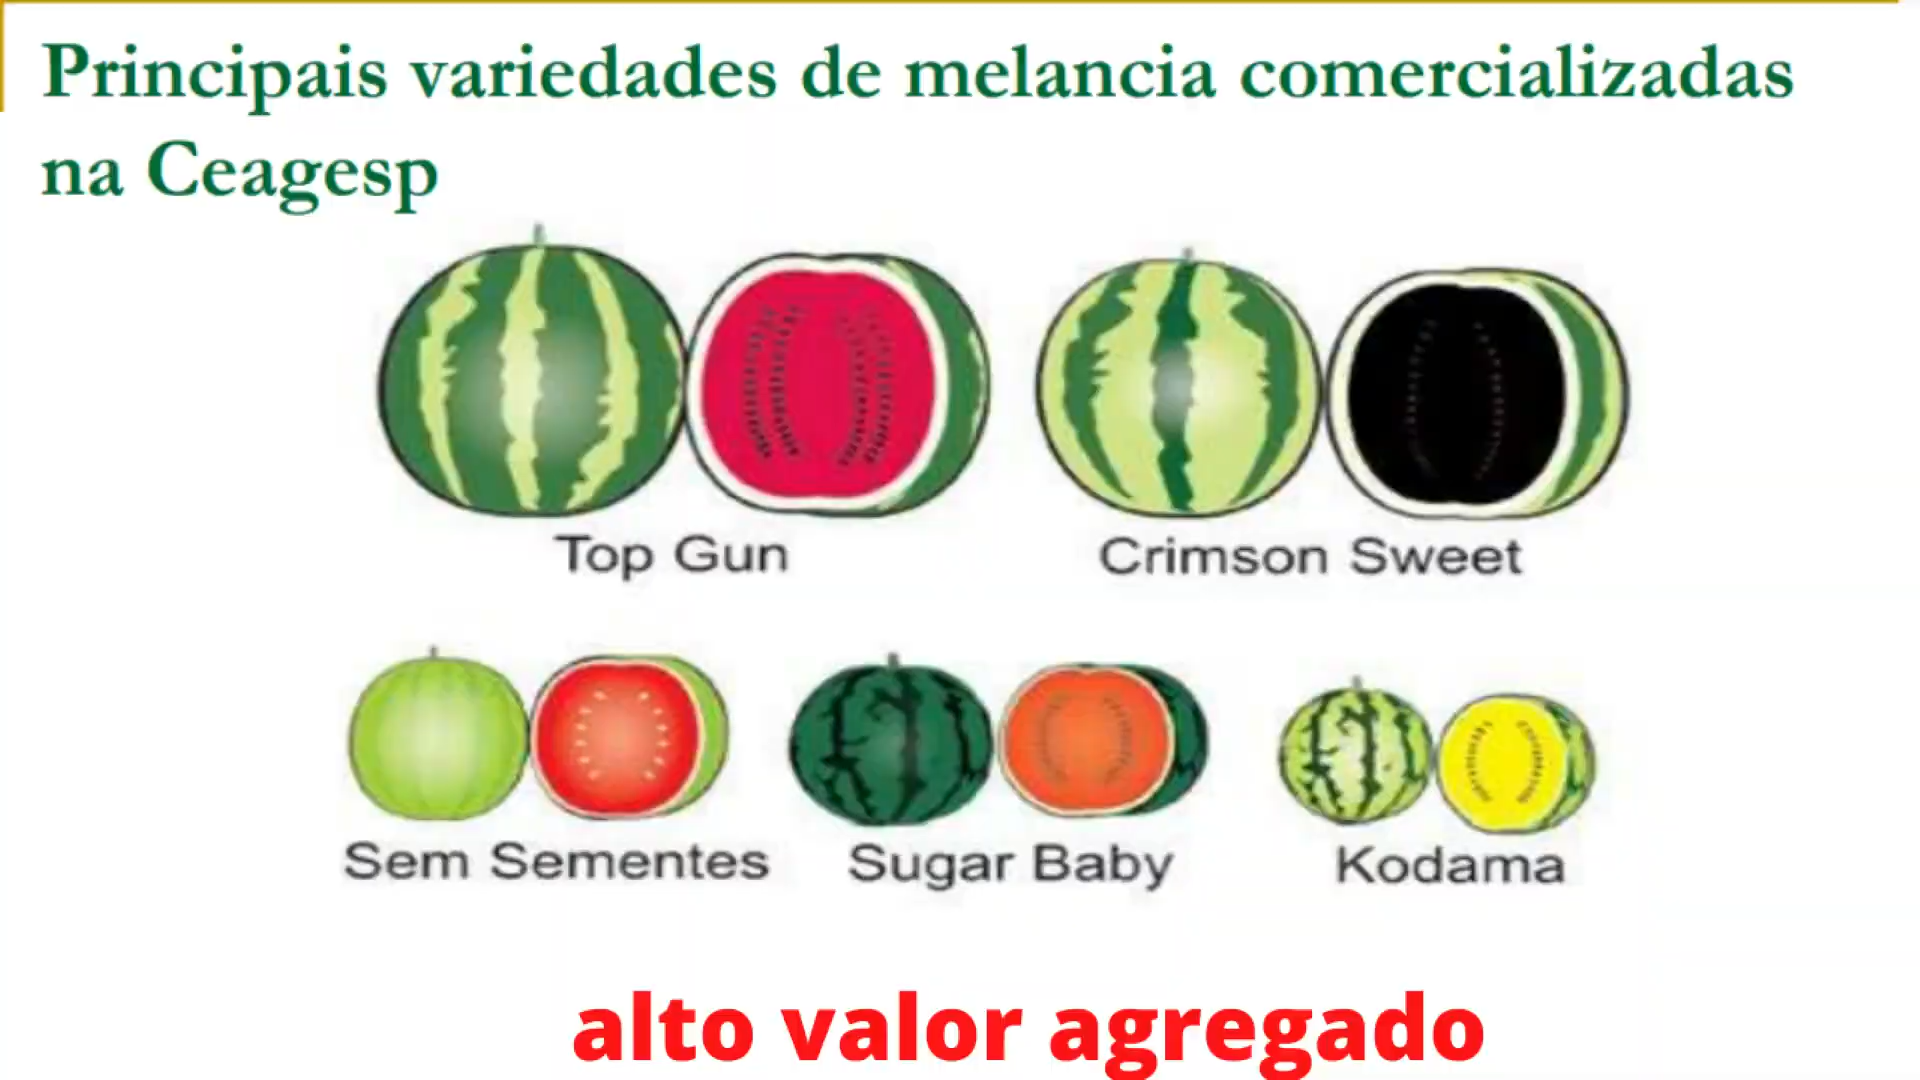 Principais variedades de melancia comercializadas
na Ceagesp
Top Gun
Crimson Sweet
Sem Sementes
Sugar Baby
Kodama
alto valor agregado